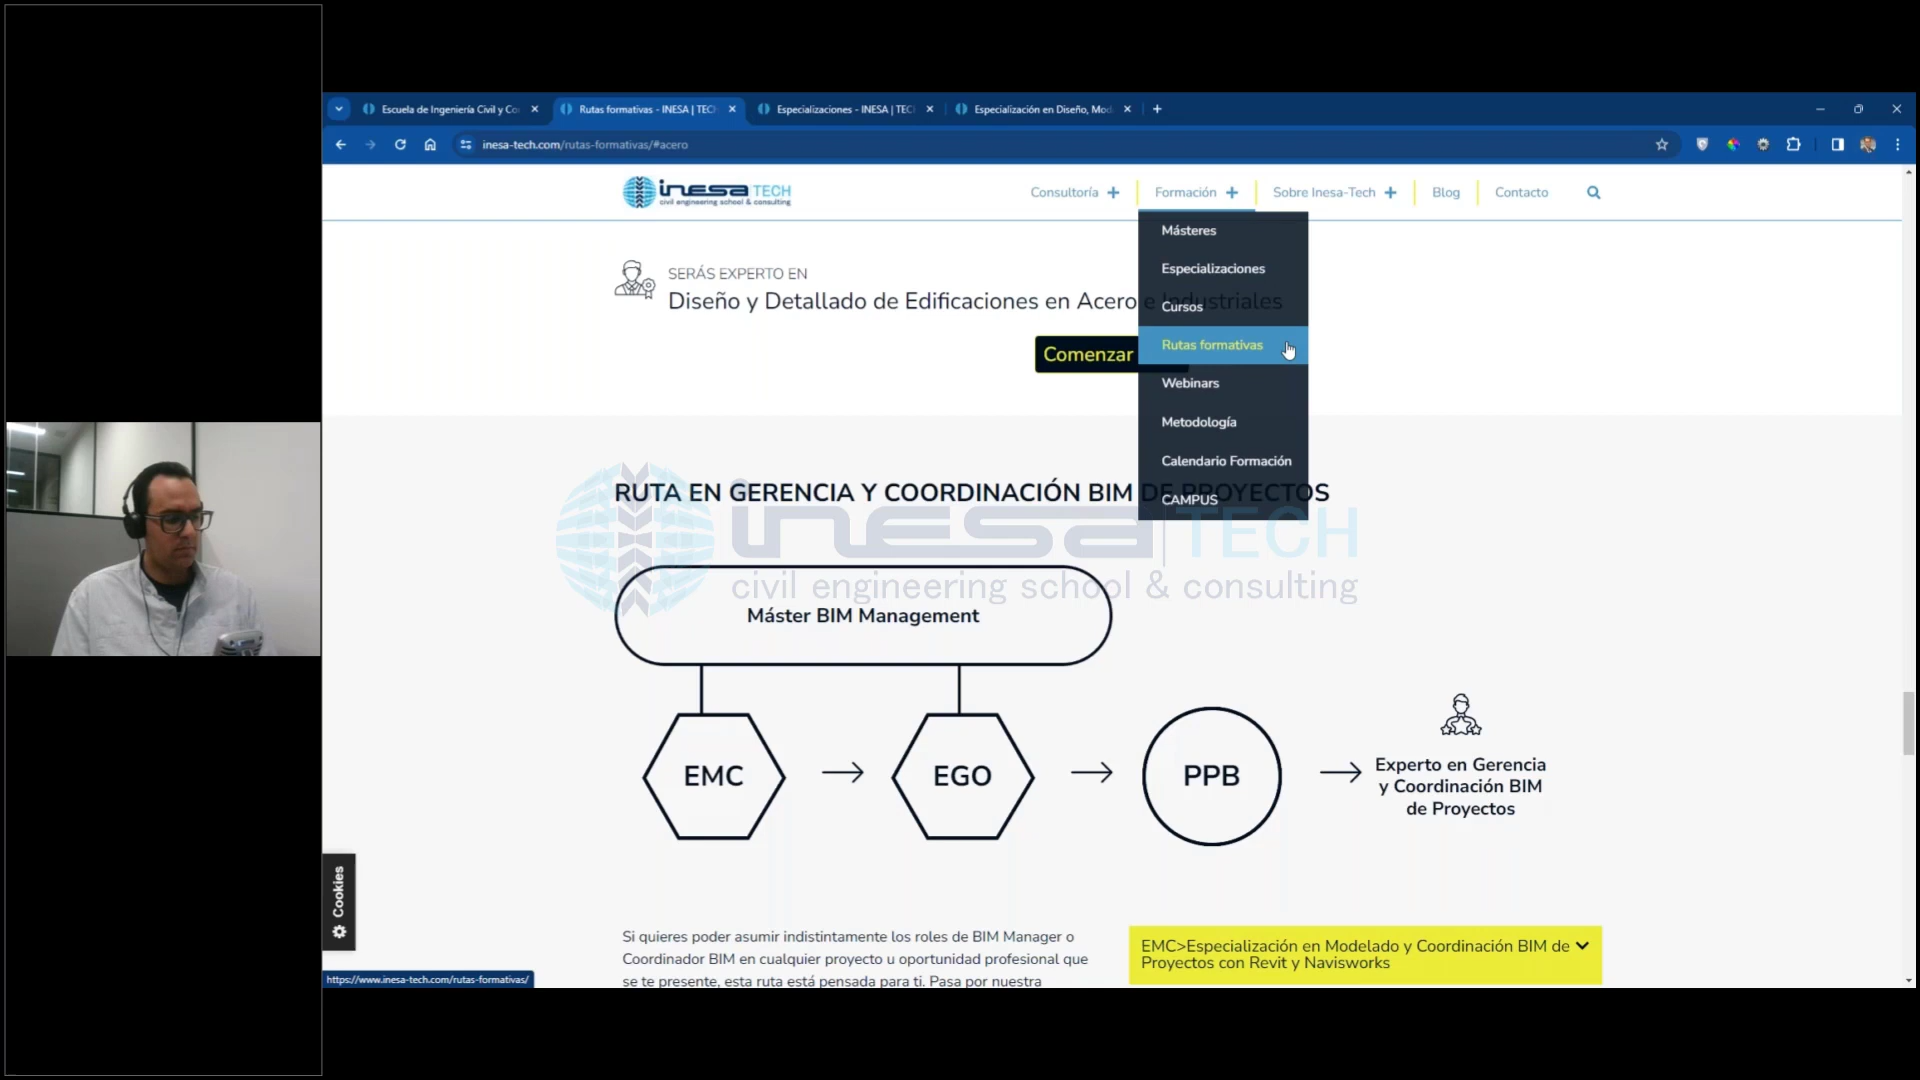 Escuela de Ingeniería Civil y Co
Rutas formativas - INESA | TECH
Especializaciones - INESA | TECH
Especialización en Diseño, Mod
inesa-tech.com/rutas-formativas/#acero
inesa TECH
civil engineering school & consulting
Consultoría
Formación
Sobre Inesa-Tech
Blog
Contacto
Másteres
Especializaciones
Cursos
Rutas formativas
Webinars
Metodología
Calendario Formación
CAMPUS
SERÁS EXPERTO EN
Diseño y Detallado de Edificaciones en Acero e Industriales
Comenzar
RUTA EN GERENCIA Y COORDINACIÓN BIM DE PROYECTOS
inesa TECH
civil engineering school & consulting
Máster BIM Management
EMC
EGO
PPB
Experto en Gerencia
y Coordinación BIM
de Proyectos
Cookies
Si quieres poder asumir indistintamente los roles de BIM Manager o
Coordinador BIM en cualquier proyecto u oportunidad profesional que
se te presente, esta ruta está pensada para ti. Pasa por nuestra
EMC>Especialización en Modelado y Coordinación BIM de
Proyectos con Revit y Navisworks
https://www.inesa-tech.com/rutas-formativas/